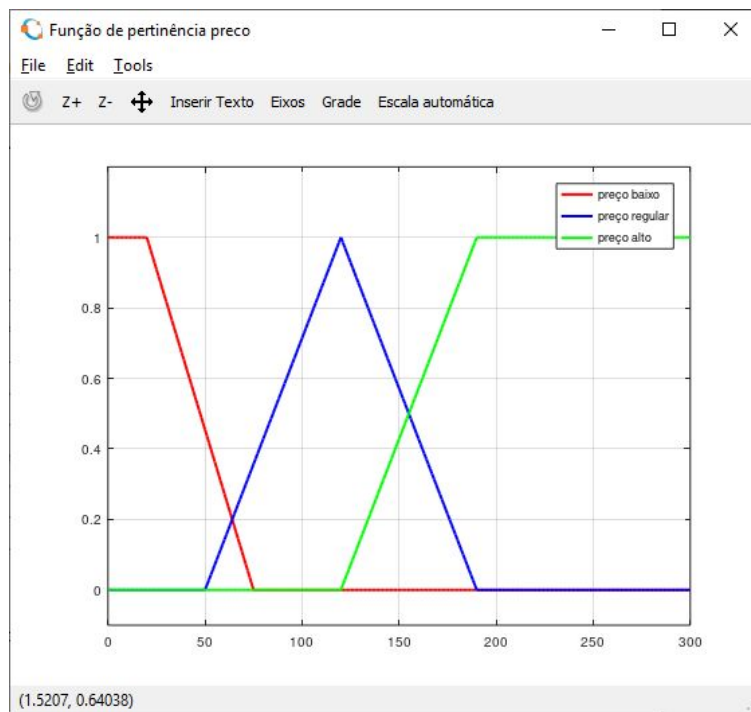 Função de pertinência preco
File Edit Tools
Z+ Z- Inserir Texto Eixos Grade Escala automática
preço baixo
preço regular
preço alto
1
0.8
0.6
0.4
0.2
0
0 50 100 150 200 250 300
(1.5207, 0.64038)